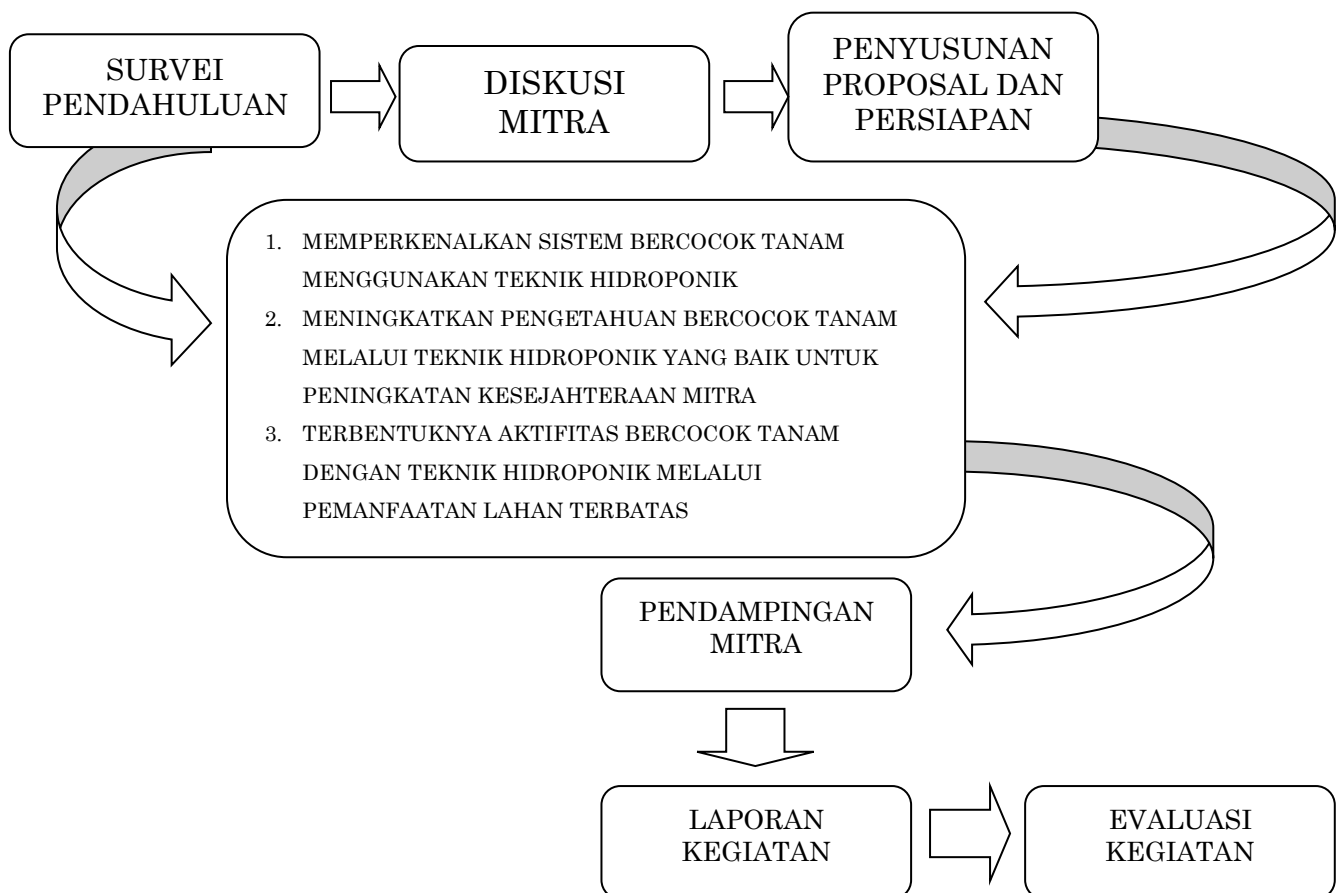 SURVEI
PENDAHULUAN
DISKUSI
MITRA
PENYUSUNAN
PROPOSAL DAN
PERSIAPAN
1. MEMPERKENALKAN SISTEM BERCOCOK TANAM
MENGGUNAKAN TEKNIK HIDROPONIK
2. MENINGKATKAN PENGETAHUAN BERCOCOK TANAM
MELALUI TEKNIK HIDROPONIK YANG BAIK UNTUK
PENINGKATAN KESEJAHTERAAN MITRA
3. TERBENTUKNYA AKTIFITAS BERCOCOK TANAM
DENGAN TEKNIK HIDROPONIK MELALUI
PEMANFAATAN LAHAN TERBATAS
PENDAMPINGAN
MITRA
LAPORAN
KEGIATAN
EVALUASI
KEGIATAN